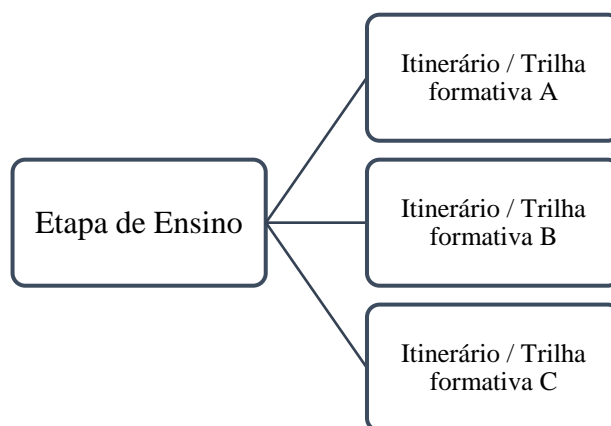 Itinerário / Trilha
formativa A
Etapa de Ensino
Itinerário / Trilha
formativa B
Itinerário / Trilha
formativa C